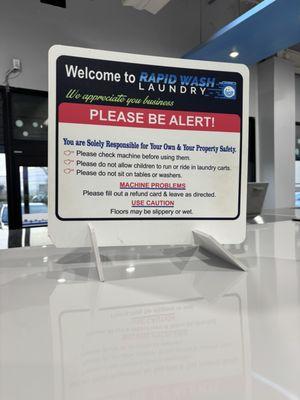 Welcome to RAPID WASH LAUNDRY
We appreciate you business
PLEASE BE ALERT!
You are Solely Responsible for Your Own & Your Property Safety.
Please check machine before using them.
Please do not allow children to run or ride in laundry carts.
Please do not sit on tables or washers.
MACHINE PROBLEMS
Please fill out a refund card & leave as directed.
USE CAUTION
Floors may be slippery or wet.